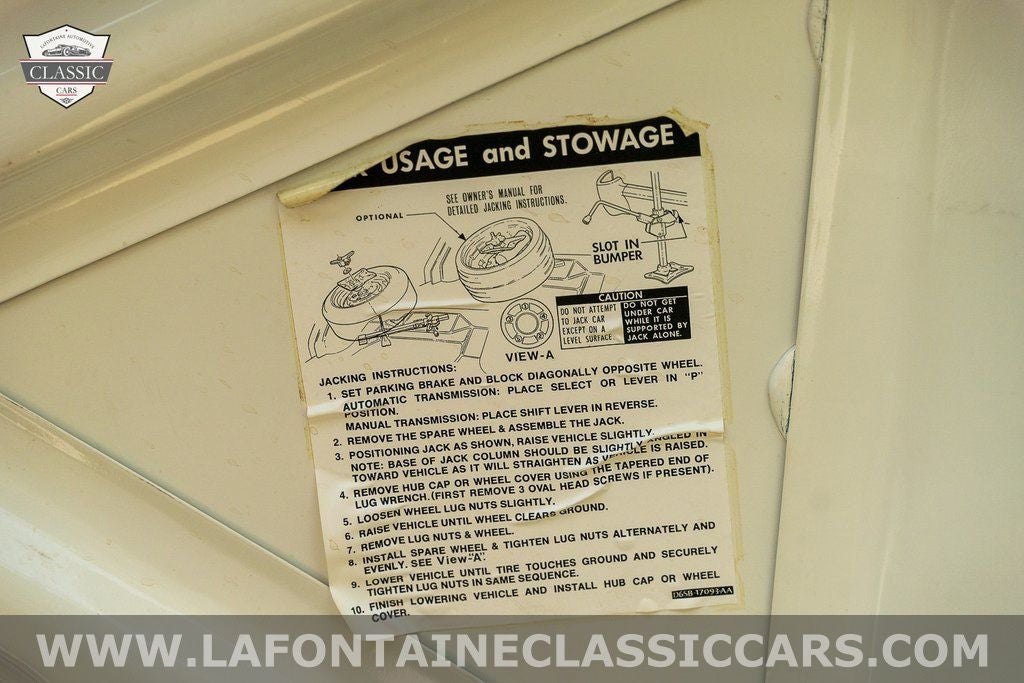 LAFONTAINE AUTOMOTIVE
CLASSIC
CARS
USAGE and STOWAGE
SEE OWNER'S MANUAL FOR
DETAILED JACKING INSTRUCTIONS.
OPTIONAL
SLOT IN
BUMPER
CAUTION
DO NOT ATTEMPT
TO JACK CAR
EXCEPT ON A
LEVEL SURFACE
DO NOT GET
UNDER CAR
WHILE IT IS
SUPPORTED BY
JACK ALONE.
VIEW-A
JACKING INSTRUCTIONS:
1. SET PARKING BRAKE AND BLOCK DIAGONALLY OPPOSITE WHEEL.
AUTOMATIC TRANSMISSION: PLACE SELECT OR LEVER IN "P"
POSITION.
MANUAL TRANSMISSION: PLACE SHIFT LEVER IN REVERSE.
2. REMOVE THE SPARE WHEEL & ASSEMBLE THE JACK.
3. POSITIONING JACK AS SHOWN, RAISE VEHICLE SLIGHTLY.
NOTE: BASE OF JACK COLUMN SHOULD BE SLIGHTLY ANGLED IN
TOWARD VEHICLE AS IT WILL STRAIGHTEN AS VEHICLE IS RAISED.
4. REMOVE HUB CAP OR WHEEL COVER USING THE TAPERED END OF
LUG WRENCH. (FIRST REMOVE 3 OVAL HEAD SCREWS IF PRESENT).
5. LOOSEN WHEEL LUG NUTS SLIGHTLY.
6. RAISE VEHICLE UNTIL WHEEL CLEARS GROUND.
7. REMOVE LUG NUTS & WHEEL.
8. INSTALL SPARE WHEEL & TIGHTEN LUG NUTS ALTERNATELY AND
EVENLY. SEE View-"A".
9. LOWER VEHICLE UNTIL TIRE TOUCHES GROUND AND SECURELY
TIGHTEN LUG NUTS IN SAME SEQUENCE.
10. FINISH LOWERING VEHICLE AND INSTALL HUB CAP OR WHEEL
COVER.
D6SB-17093-AA
WWW.LAFONTAINECLASSICCARS.COM